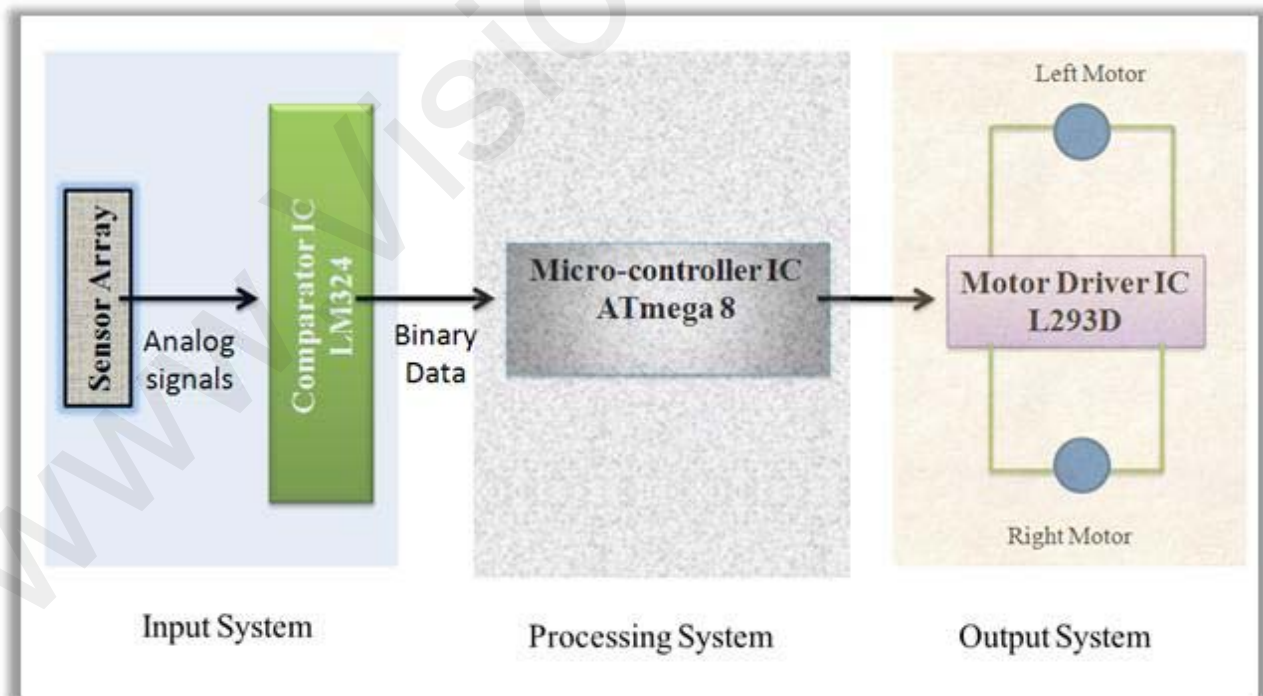 Left Motor
Sensor Array
Comparator IC
LM324
Analog
signals
Binary
Data
Micro-controller IC
ATmega 8
Motor Driver IC
L293D
Right Motor
Input System
Processing System
Output System